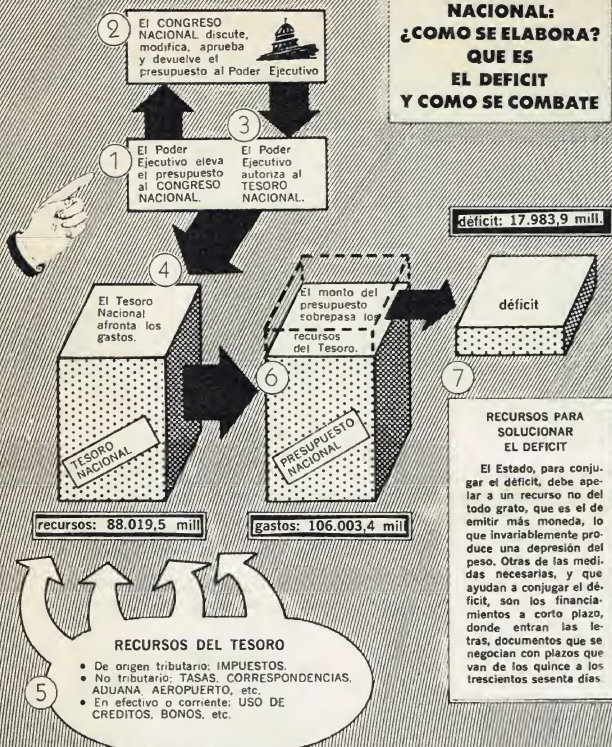 NACIONAL:
¿COMO SE ELABORA?
QUE ES
EL DEFICIT
Y COMO SE COMBATE
2
El CONGRESO
NACIONAL discute,
modifica, aprueba
y devuelve el
presupuesto al Poder Ejecutivo
1
El Poder
Ejecutivo eleva
el presupuesto
al CONGRESO
NACIONAL.
3
El Poder
Ejecutivo
autoriza al
TESORO
NACIONAL.
4
El Tesoro
Nacional
afronta los
gastos.
TESORO
NACIONAL
recursos: 88.019,5 mill
6
El monto del
presupuesto
sobrepasa los
recursos
del Tesoro.
PRESUPUESTO
NACIONAL
gastos: 106.003,4 mill
déficit: 17.983,9 mill.
déficit
7
RECURSOS PARA
SOLUCIONAR
EL DEFICIT
El Estado, para conju-
gar el déficit, debe ape-
lar a un recurso no del
todo grato, que es el de
emitir más moneda, lo
que invariablemente pro-
duce una depresión del
peso. Otras de las medi-
das necesarias, y que
ayudan a conjugar el dé-
ficit, son los financia-
mientos a corto plazo,
donde entran las le-
tras, documentos que se
negocian con plazos que
van de los quince a los
trescientos sesenta días
5
RECURSOS DEL TESORO
• De origen tributario: IMPUESTOS.
• No tributario: TASAS, CORRESPONDENCIAS,
ADUANA, AEROPUERTO, etc.
• En efectivo o corriente: USO DE
CREDITOS, BONOS, etc.